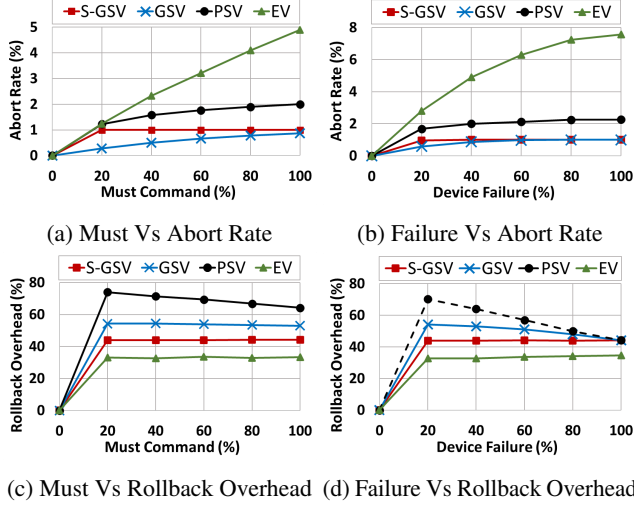 S-GSV GSV PSV EV
Abort Rate (%)
5
4
3
2
1
0
0 20 40 60 80 100
Must Command (%)
(a) Must Vs Abort Rate
S-GSV GSV PSV EV
Abort Rate (%)
8
6
4
2
0
0 20 40 60 80 100
Device Failure (%)
(b) Failure Vs Abort Rate
S-GSV GSV PSV EV
Rollback Overhead (%)
80
60
40
20
0
0 20 40 60 80 100
Must Command (%)
(c) Must Vs Rollback Overhead
S-GSV GSV PSV EV
Rollback Overhead (%)
80
60
40
20
0
0 20 40 60 80 100
Device Failure (%)
(d) Failure Vs Rollback Overhead